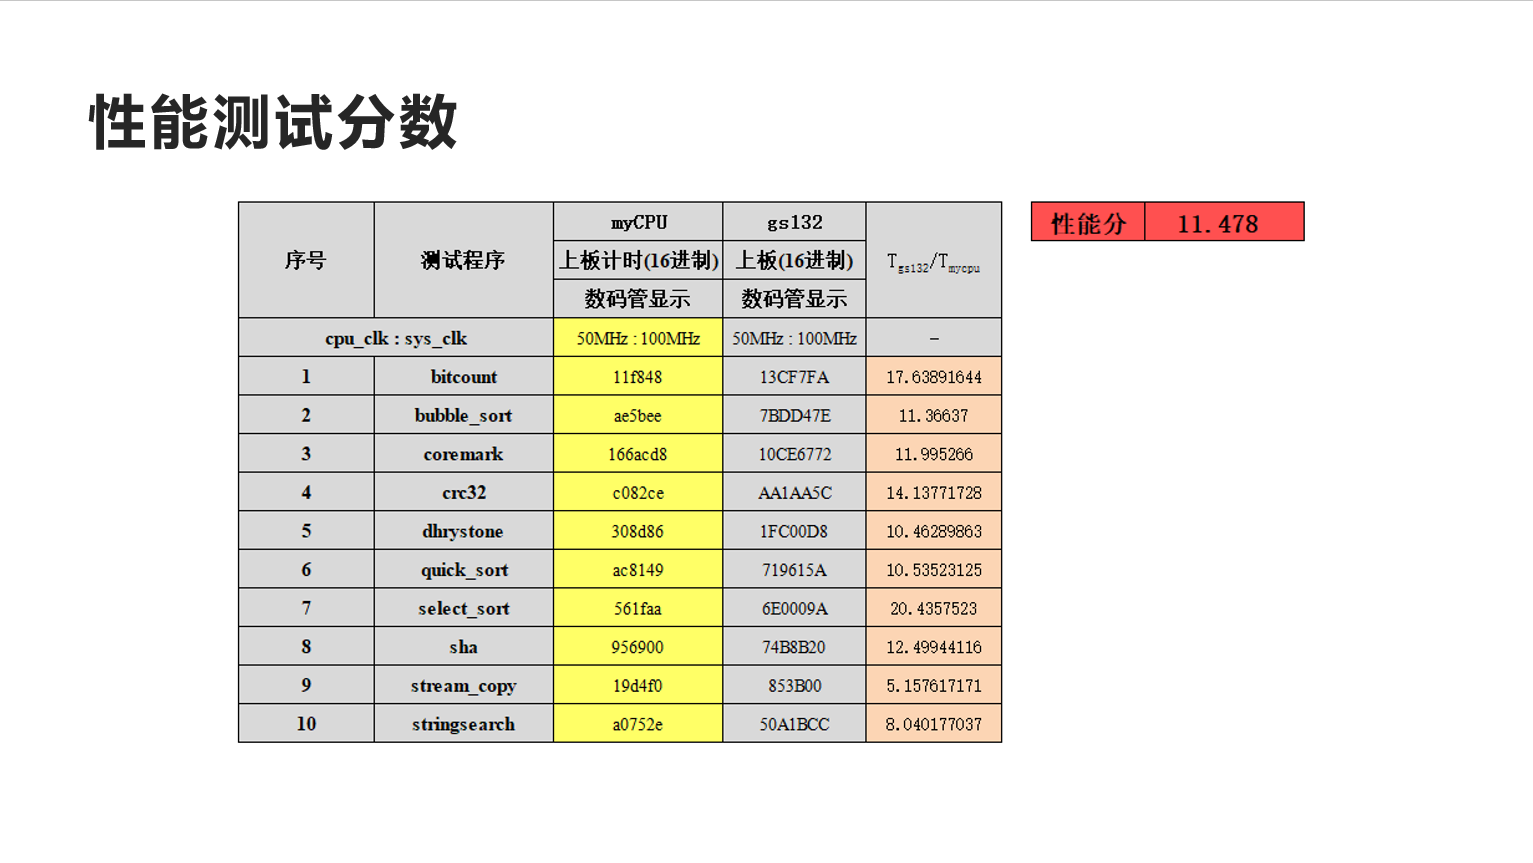 性能测试分数
序号 测试程序 myCPU gs132 Tgs132/Tmycpu
上板计时(16进制) 上板(16进制)
数码管显示 数码管显示
cpu_clk : sys_clk 50MHz : 100MHz 50MHz : 100MHz –
1 bitcount 11f848 13CF7FA 17.63891644
2 bubble_sort ae5bee 7BDD47E 11.36637
3 coremark 166acd8 10CE6772 11.995266
4 crc32 c082ce AA1AA5C 14.13771728
5 dhrystone 308d86 1FC00D8 10.46289863
6 quick_sort ac8149 719615A 10.53523125
7 select_sort 561faa 6E0009A 20.4357523
8 sha 956900 74B8B20 12.49944116
9 stream_copy 19d4f0 853B00 5.157617171
10 stringsearch a0752e 50A1BCC 8.040177037
性能分 11.478